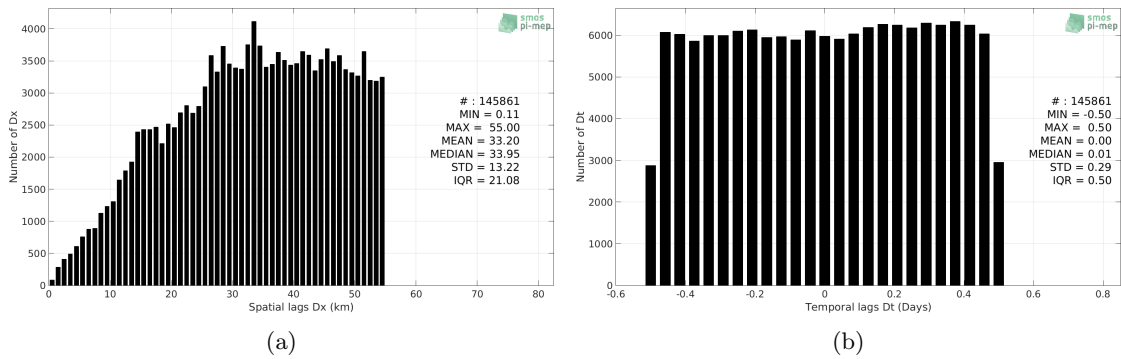 smos
pi-mep
4000
3500
3000
2500
2000
1500
1000
500
0
Number of Dx
# : 145861
MIN = 0.11
MAX = 55.00
MEAN = 33.20
MEDIAN = 33.95
STD = 13.22
IQR = 21.08
0 10 20 30 40 50 60 70 80
Spatial lags Dx (km)
(a)
smos
pi-mep
6000
5000
4000
3000
2000
1000
0
Number of Dt
# : 145861
MIN = -0.50
MAX = 0.50
MEAN = 0.00
MEDIAN = 0.01
STD = 0.29
IQR = 0.50
-0.6 -0.4 -0.2 0 0.2 0.4 0.6 0.8
Temporal lags Dt (Days)
(b)